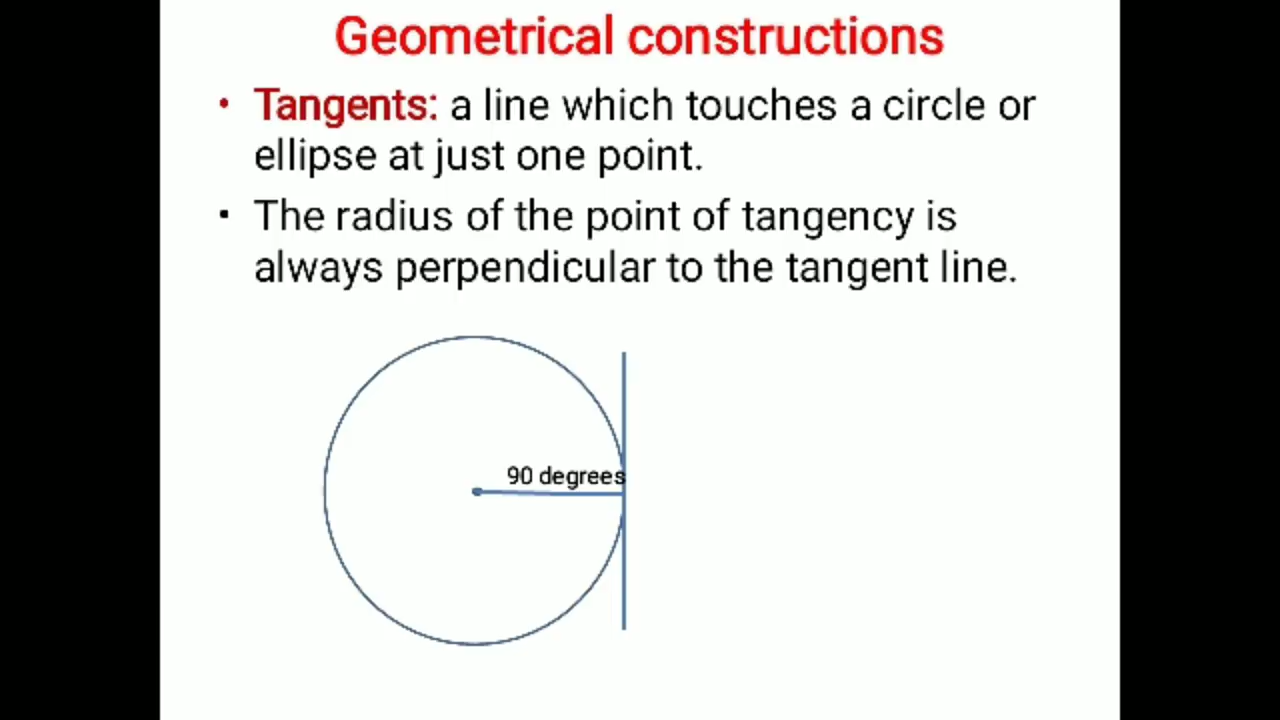 Geometrical constructions
• Tangents: a line which touches a circle or
ellipse at just one point.
• The radius of the point of tangency is
always perpendicular to the tangent line.
90 degrees